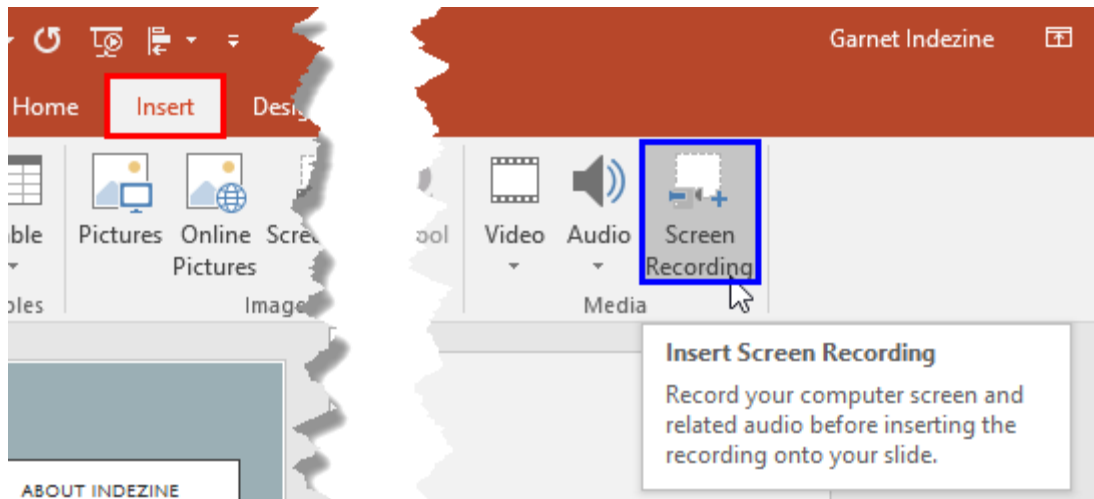 Garnet Indezine
Home Insert
Pictures Online Video Audio Screen
Pictures Recording
Media
Insert Screen Recording
Record your computer screen and
related audio before inserting the
recording onto your slide.
ABOUT INDEZINE